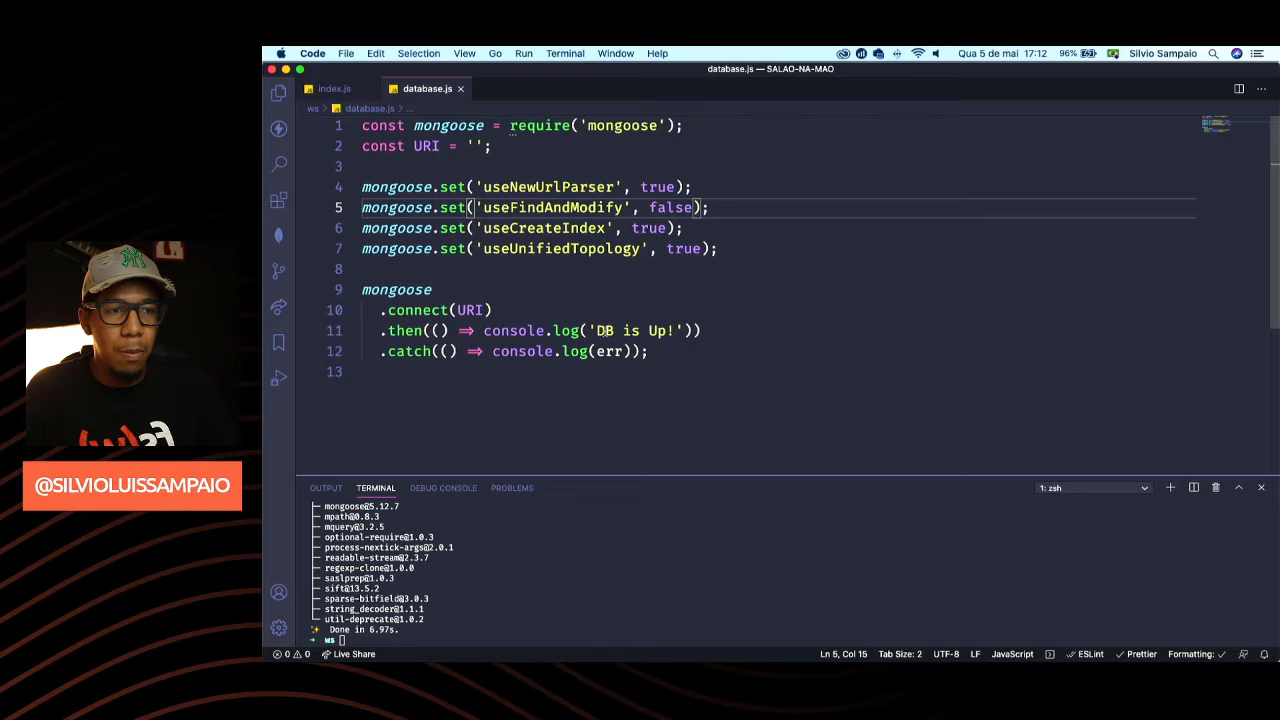 Code File Edit Selection View Go Run Terminal Window Help Qua 5 de mai 17:12 96% Silvio Sampaio
database.js — SALAO-NA-MAO
index.js database.js
ws › database.js › ...
1 const mongoose = require('mongoose');
2 const URI = '';
3
4 mongoose.set('useNewUrlParser', true);
5 mongoose.set('useFindAndModify', false);
6 mongoose.set('useCreateIndex', true);
7 mongoose.set('useUnifiedTopology', true);
8
9 mongoose
10 .connect(URI)
11 .then(() => console.log('DB is Up!'))
12 .catch(() => console.log(err));
13
@SILVIOLUISSAMPAIO
OUTPUT TERMINAL DEBUG CONSOLE PROBLEMS 1: zsh
├─ mongoose@5.12.7
├─ mpath@0.8.3
├─ mquery@3.2.5
├─ optional-require@1.0.3
├─ process-nextick-args@2.0.1
├─ readable-stream@2.3.7
├─ regexp-clone@1.0.0
├─ saslprep@1.0.3
├─ sift@13.5.2
├─ sparse-bitfield@3.0.3
├─ string_decoder@1.1.1
└─ util-deprecate@1.0.2
✨ Done in 6.97s.
➜ ws
0 0 Live Share Ln 5, Col 15 Tab Size: 2 UTF-8 LF JavaScript ESLint Prettier Formatting: ✓